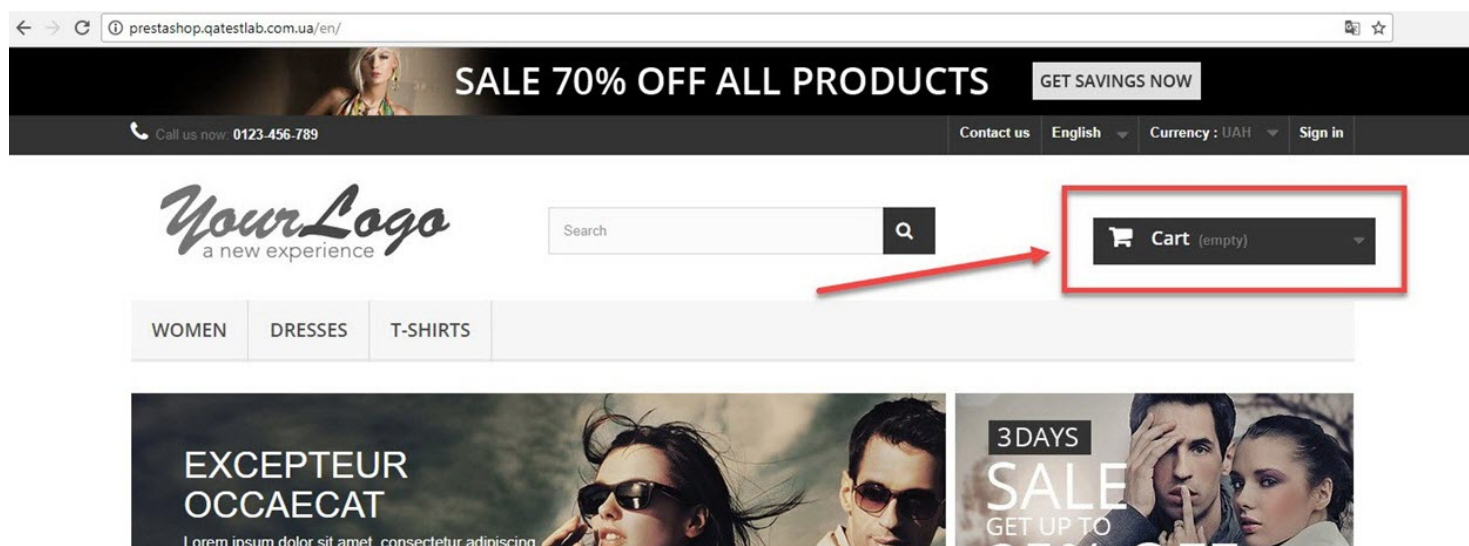 prestashop.qatestlab.com.ua/en/
SALE 70% OFF ALL PRODUCTS
GET SAVINGS NOW
Call us now: 0123-456-789
Contact us
English
Currency : UAH
Sign in
YourLogo
a new experience
Search
Cart (empty)
WOMEN
DRESSES
T-SHIRTS
EXCEPTEUR
OCCAECAT
Lorem ipsum dolor sit amet, consectetur adipiscing
3DAYS
SALE
GET UP TO